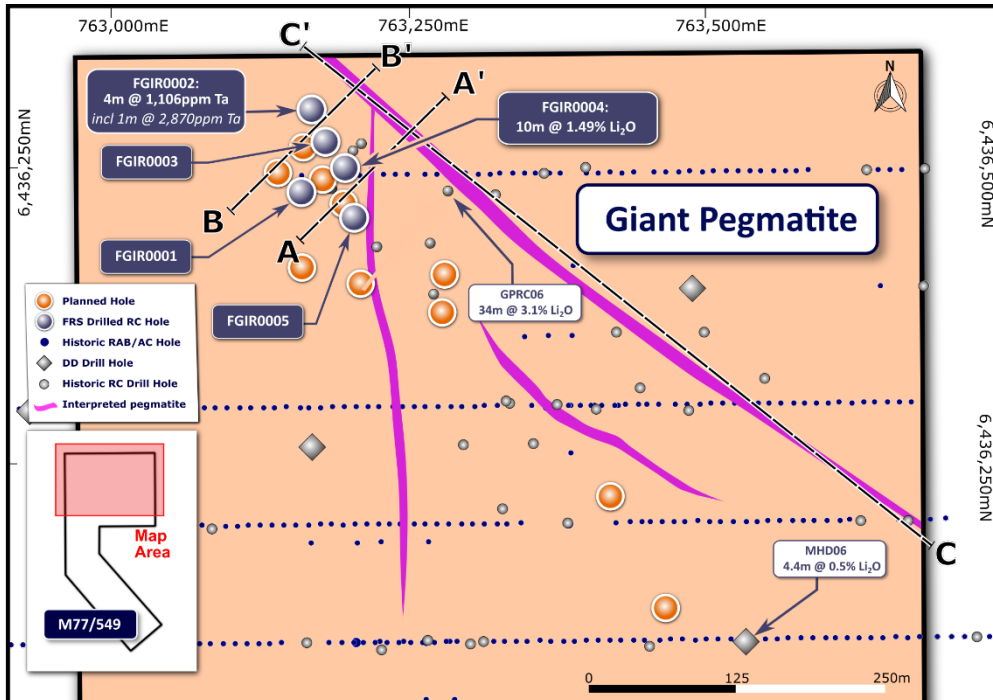 763,000mE
763,250mE
763,500mE
C'
B'
A'
N
FGIR0002:
4m @ 1,106ppm Ta
incl 1m @ 2,870ppm Ta
FGIR0004:
10m @ 1.49% Li₂O
FGIR0003
6,436,250mN
6,436,500mN
B
A
Giant Pegmatite
FGIR0001
GPRC06
34m @ 3.1% Li₂O
FGIR0005
Planned Hole
FRS Drilled RC Hole
Historic RAB/AC Hole
DD Drill Hole
Historic RC Drill Hole
Interpreted pegmatite
6,436,250mN
Map
Area
C
MHD06
4.4m @ 0.5% Li₂O
M77/549
0
125
250m